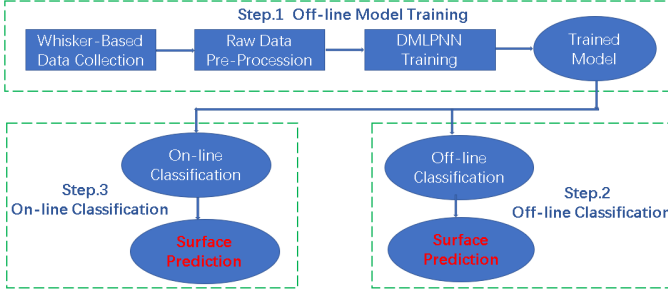 Step.1 Off-line Model Training
Whisker-Based
Data Collection
Raw Data
Pre-Procession
DMLPNN
Training
Trained
Model
On-line
Classification
Step.3
On-line Classification
Surface
Prediction
Off-line
Classification
Step.2
Off-line Classification
Surface
Prediction